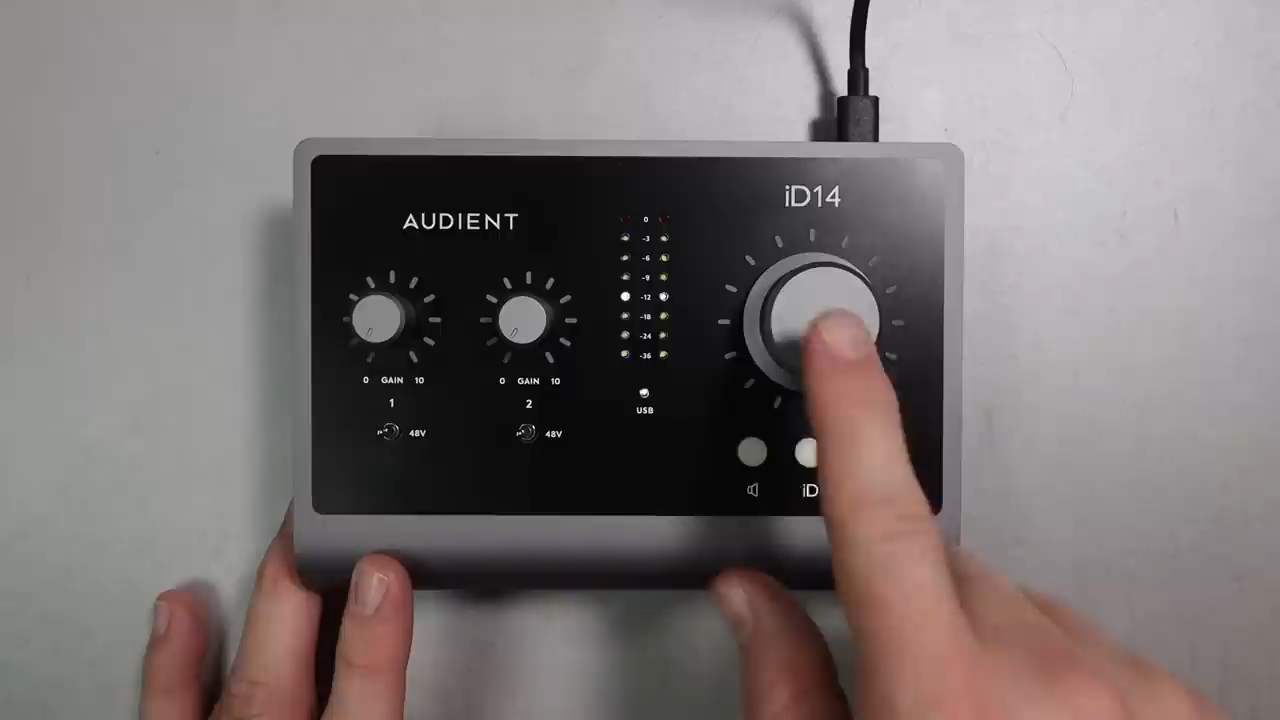 AUDIENT
iD14
0
-3
-6
-9
-12
-18
-24
-36
USB
0 GAIN 10
1
48V
0 GAIN 10
2
48V
iD